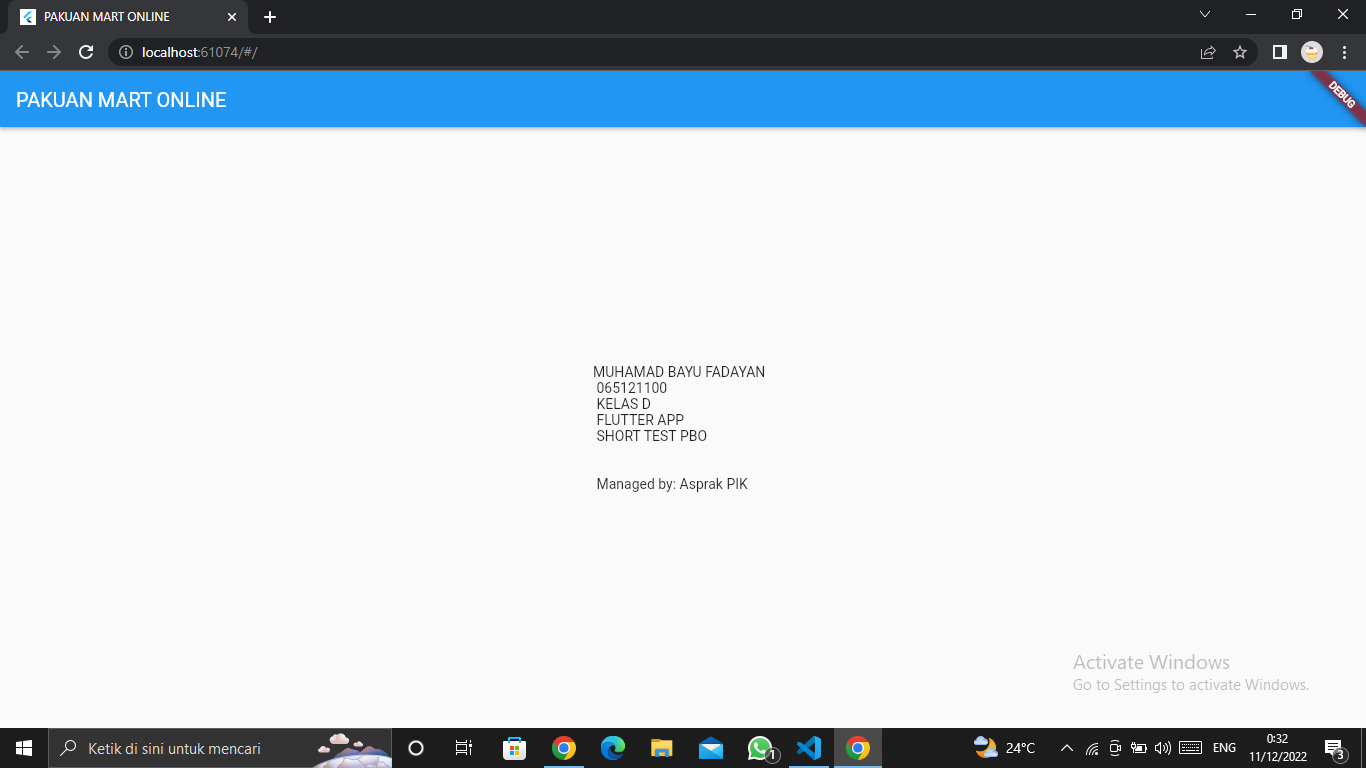 PAKUAN MART ONLINE
localhost:61074/#/
PAKUAN MART ONLINE
DEBUG
MUHAMAD BAYU FADAYAN
065121100
KELAS D
FLUTTER APP
SHORT TEST PBO
Managed by: Asprak PIK
Activate Windows
Go to Settings to activate Windows.
Ketik di sini untuk mencari
1
24°C
ENG
0:32
11/12/2022
3